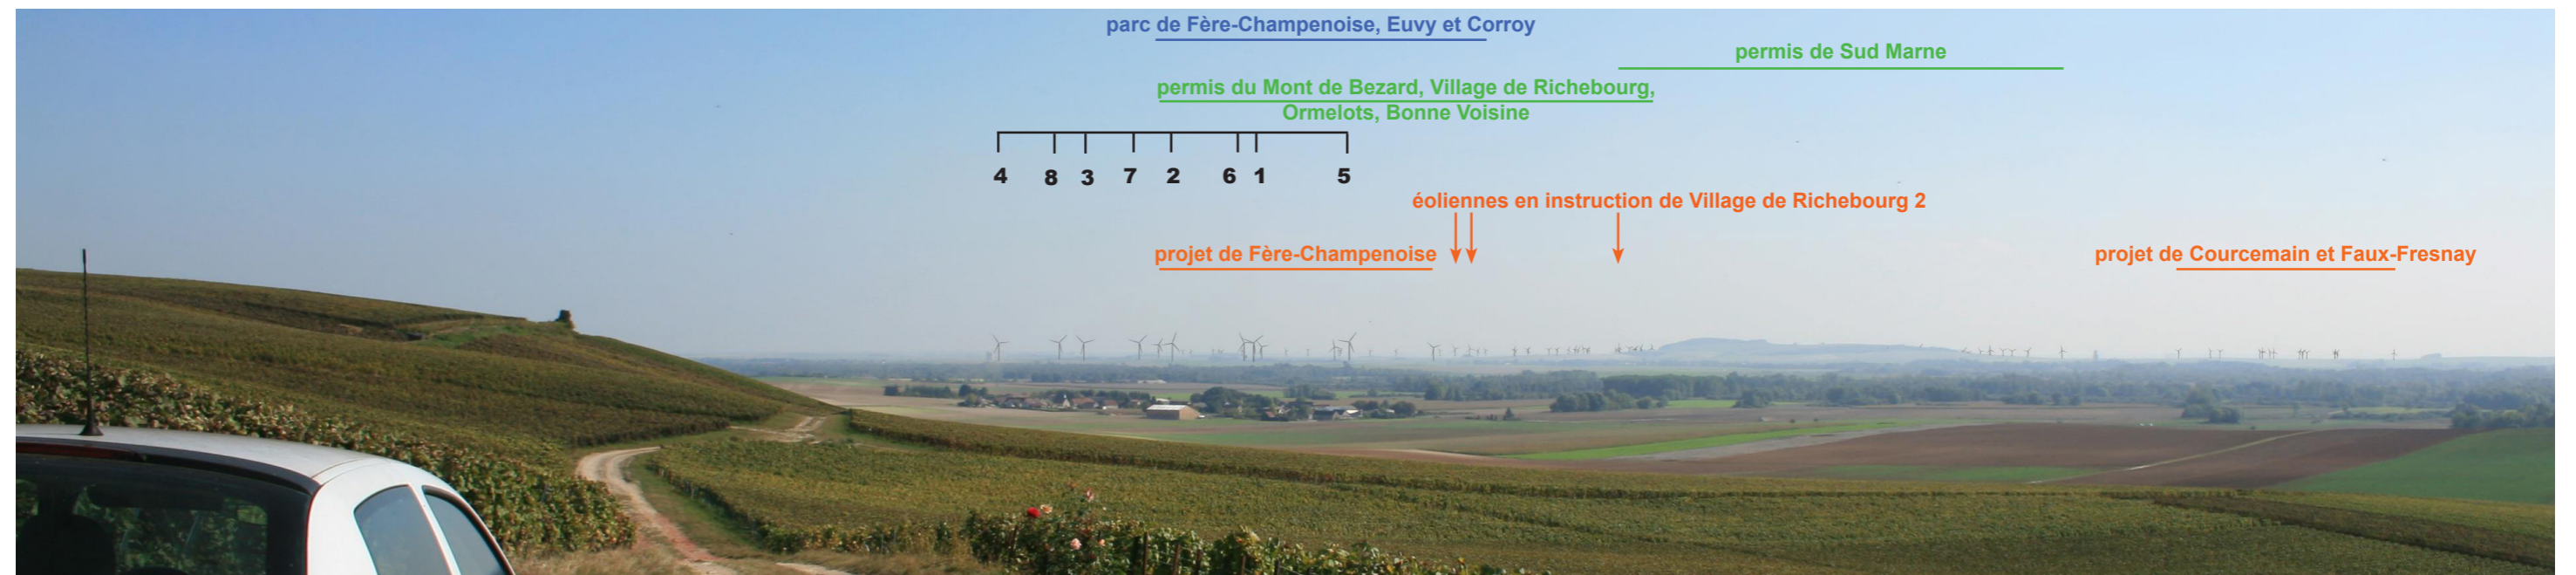 parc de Fère-Champenoise, Euvy et Corroy
permis de Sud Marne
permis du Mont de Bezard, Village de Richebourg,
Ormelots, Bonne Voisine
4 8 3 7 2 6 1 5
éoliennes en instruction de Village de Richebourg 2
projet de Fère-Champenoise
projet de Courcemain et Faux-Fresnay